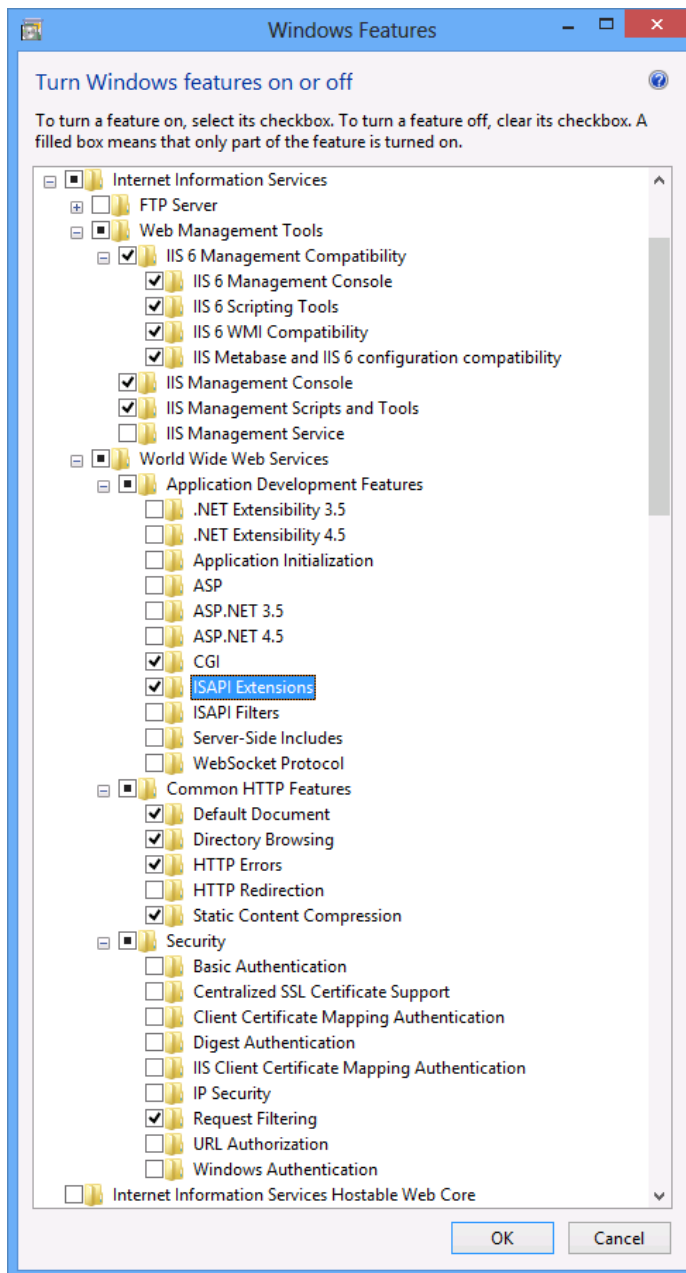 Windows Features
Turn Windows features on or off
To turn a feature on, select its checkbox. To turn a feature off, clear its checkbox. A
filled box means that only part of the feature is turned on.
Internet Information Services
FTP Server
Web Management Tools
IIS 6 Management Compatibility
IIS 6 Management Console
IIS 6 Scripting Tools
IIS 6 WMI Compatibility
IIS Metabase and IIS 6 configuration compatibility
IIS Management Console
IIS Management Scripts and Tools
IIS Management Service
World Wide Web Services
Application Development Features
.NET Extensibility 3.5
.NET Extensibility 4.5
Application Initialization
ASP
ASP.NET 3.5
ASP.NET 4.5
CGI
ISAPI Extensions
ISAPI Filters
Server-Side Includes
WebSocket Protocol
Common HTTP Features
Default Document
Directory Browsing
HTTP Errors
HTTP Redirection
Static Content Compression
Security
Basic Authentication
Centralized SSL Certificate Support
Client Certificate Mapping Authentication
Digest Authentication
IIS Client Certificate Mapping Authentication
IP Security
Request Filtering
URL Authorization
Windows Authentication
Internet Information Services Hostable Web Core
OK Cancel